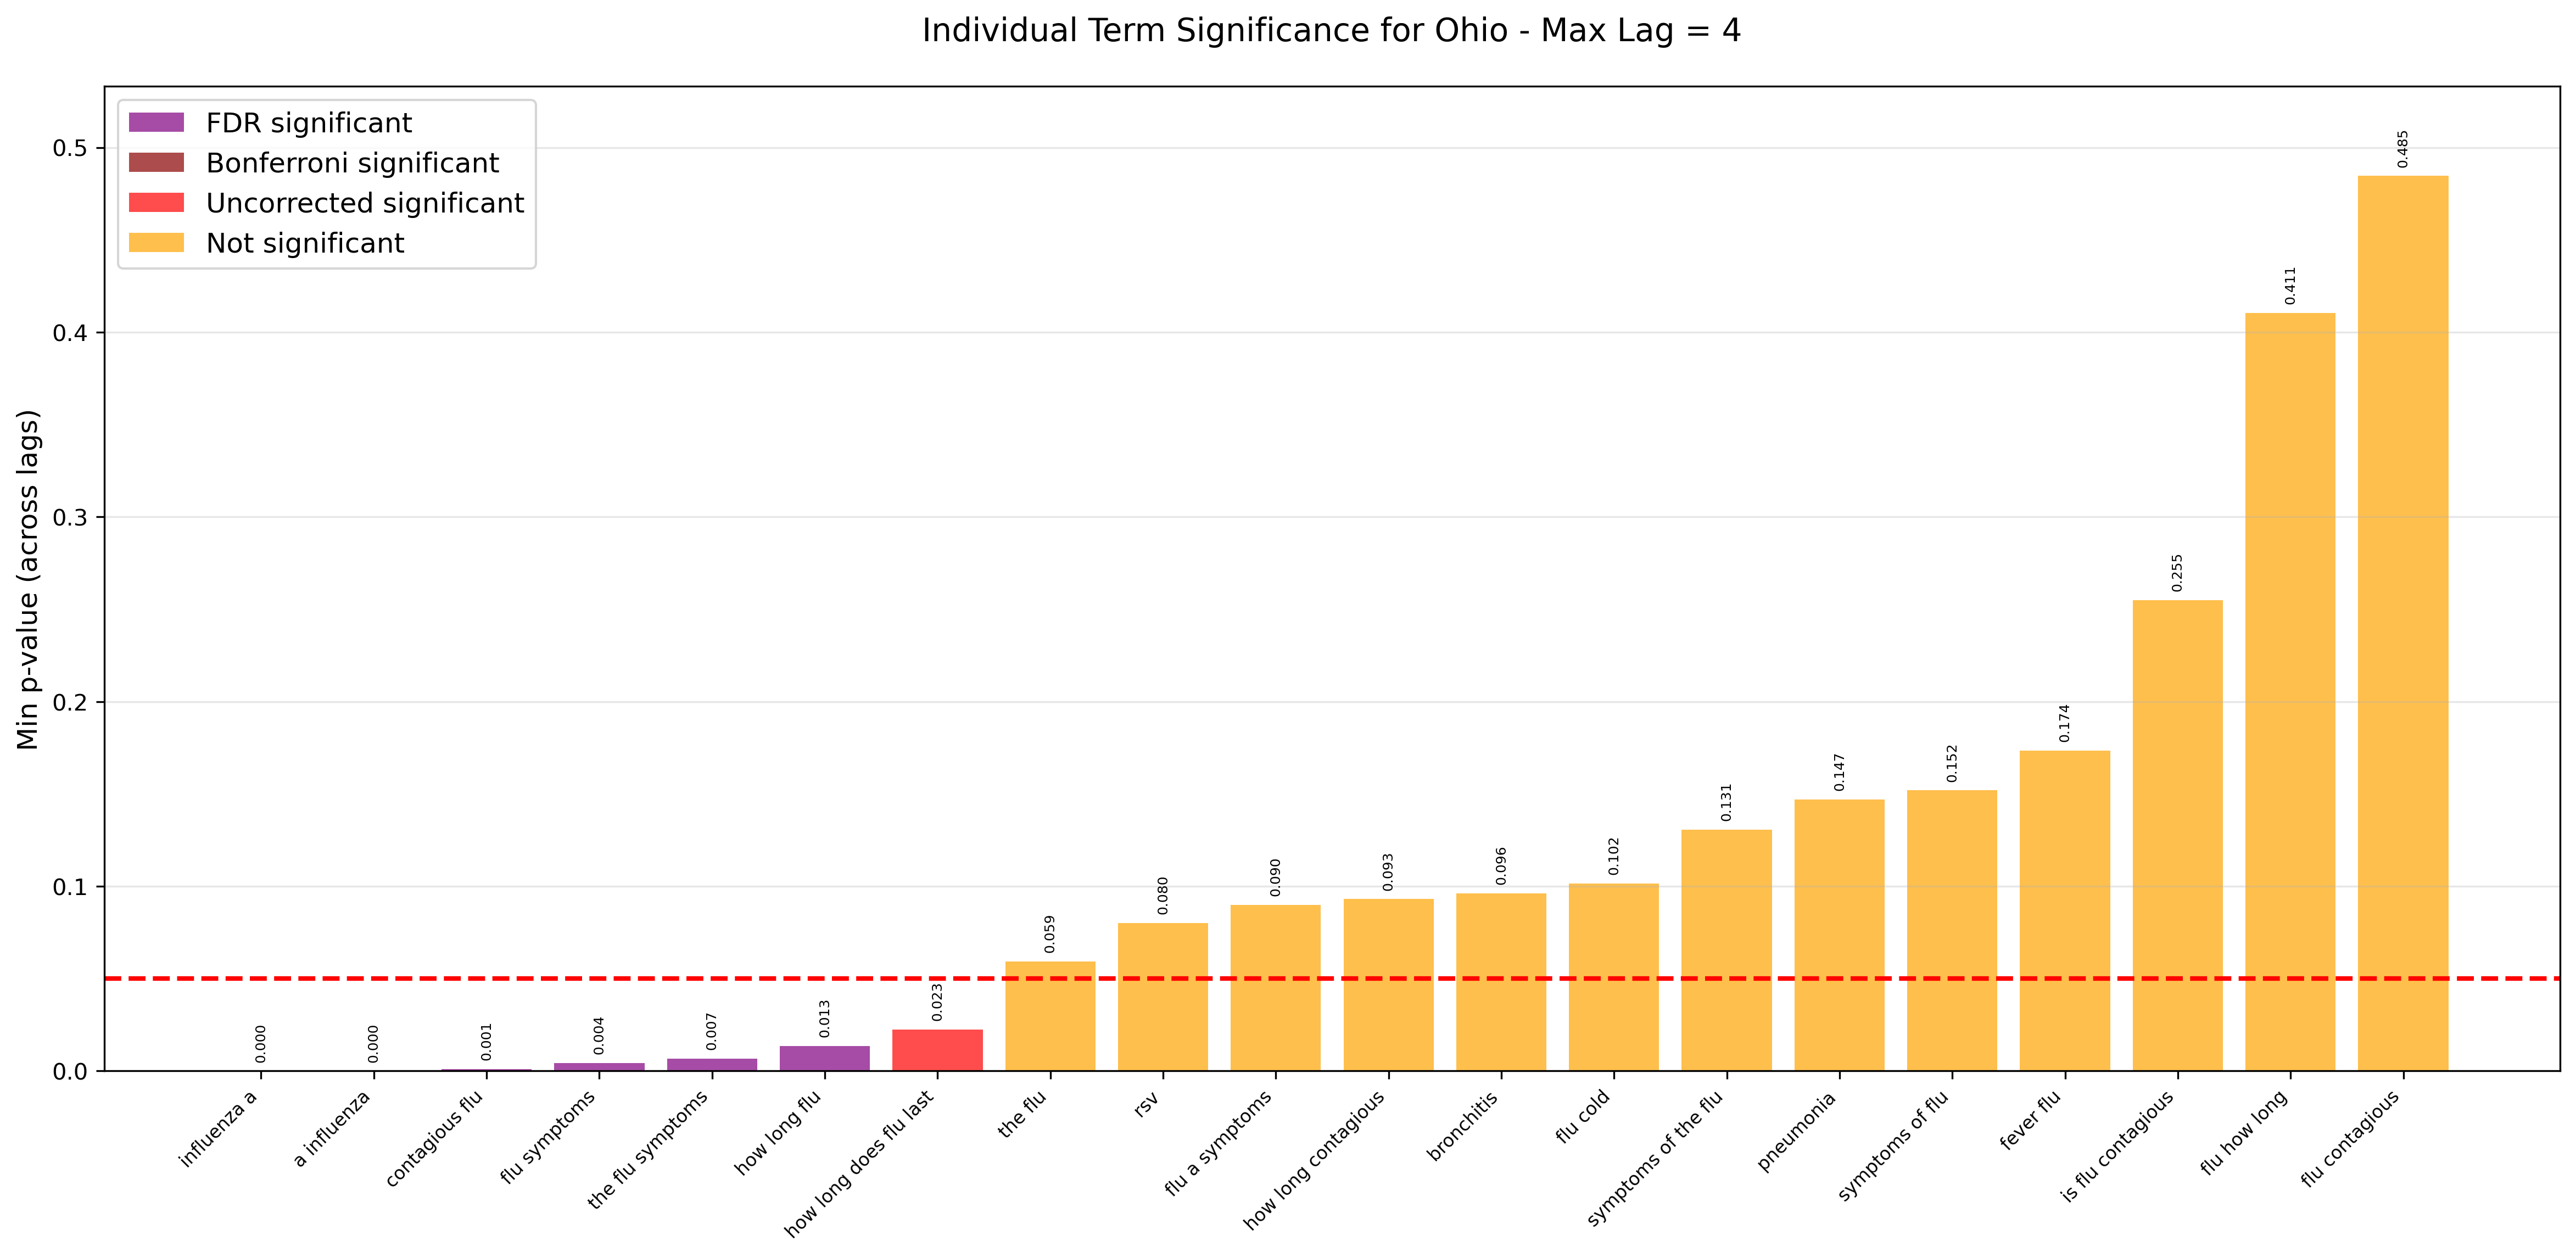 Individual Term Significance for Ohio - Max Lag = 4
FDR significant
Bonferroni significant
Uncorrected significant
Not significant
Min p-value (across lags)
0.5
0.4
0.3
0.2
0.1
0.0
0.000
0.000
0.001
0.004
0.007
0.013
0.023
0.059
0.080
0.090
0.093
0.096
0.102
0.131
0.147
0.152
0.174
0.255
0.411
0.485
influenza a
a influenza
contagious flu
flu symptoms
the flu symptoms
how long flu
how long does flu last
the flu
rsv
flu a symptoms
how long contagious
bronchitis
flu cold
symptoms of the flu
pneumonia
symptoms of flu
fever flu
is flu contagious
flu how long
flu contagious